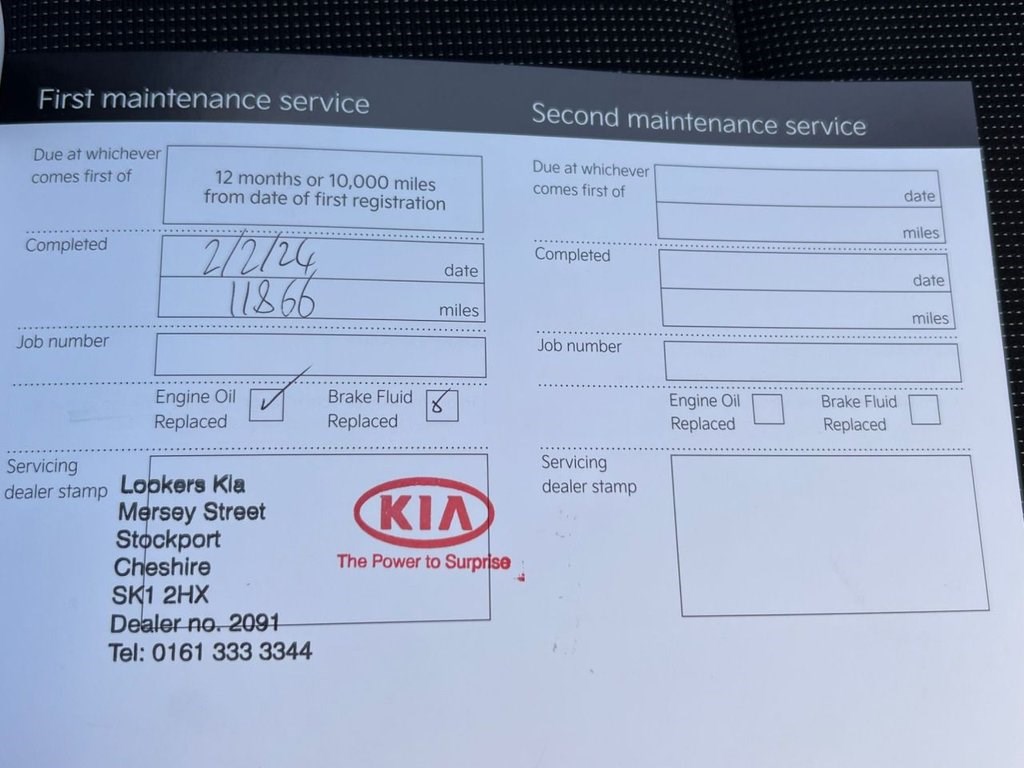 First maintenance service
Due at whichever
comes first of
12 months or 10,000 miles
from date of first registration
Completed
2/2/24
date
11866
miles
Job number
Engine Oil
Replaced
Brake Fluid
Replaced
Servicing
dealer stamp
Lookers Kia
Mersey Street
Stockport
Cheshire
SK1 2HX
Dealer no. 2091
Tel: 0161 333 3344
KIA
The Power to Surprise
Second maintenance service
Due at whichever
comes first of
date
miles
Completed
date
miles
Job number
Engine Oil
Replaced
Brake Fluid
Replaced
Servicing
dealer stamp